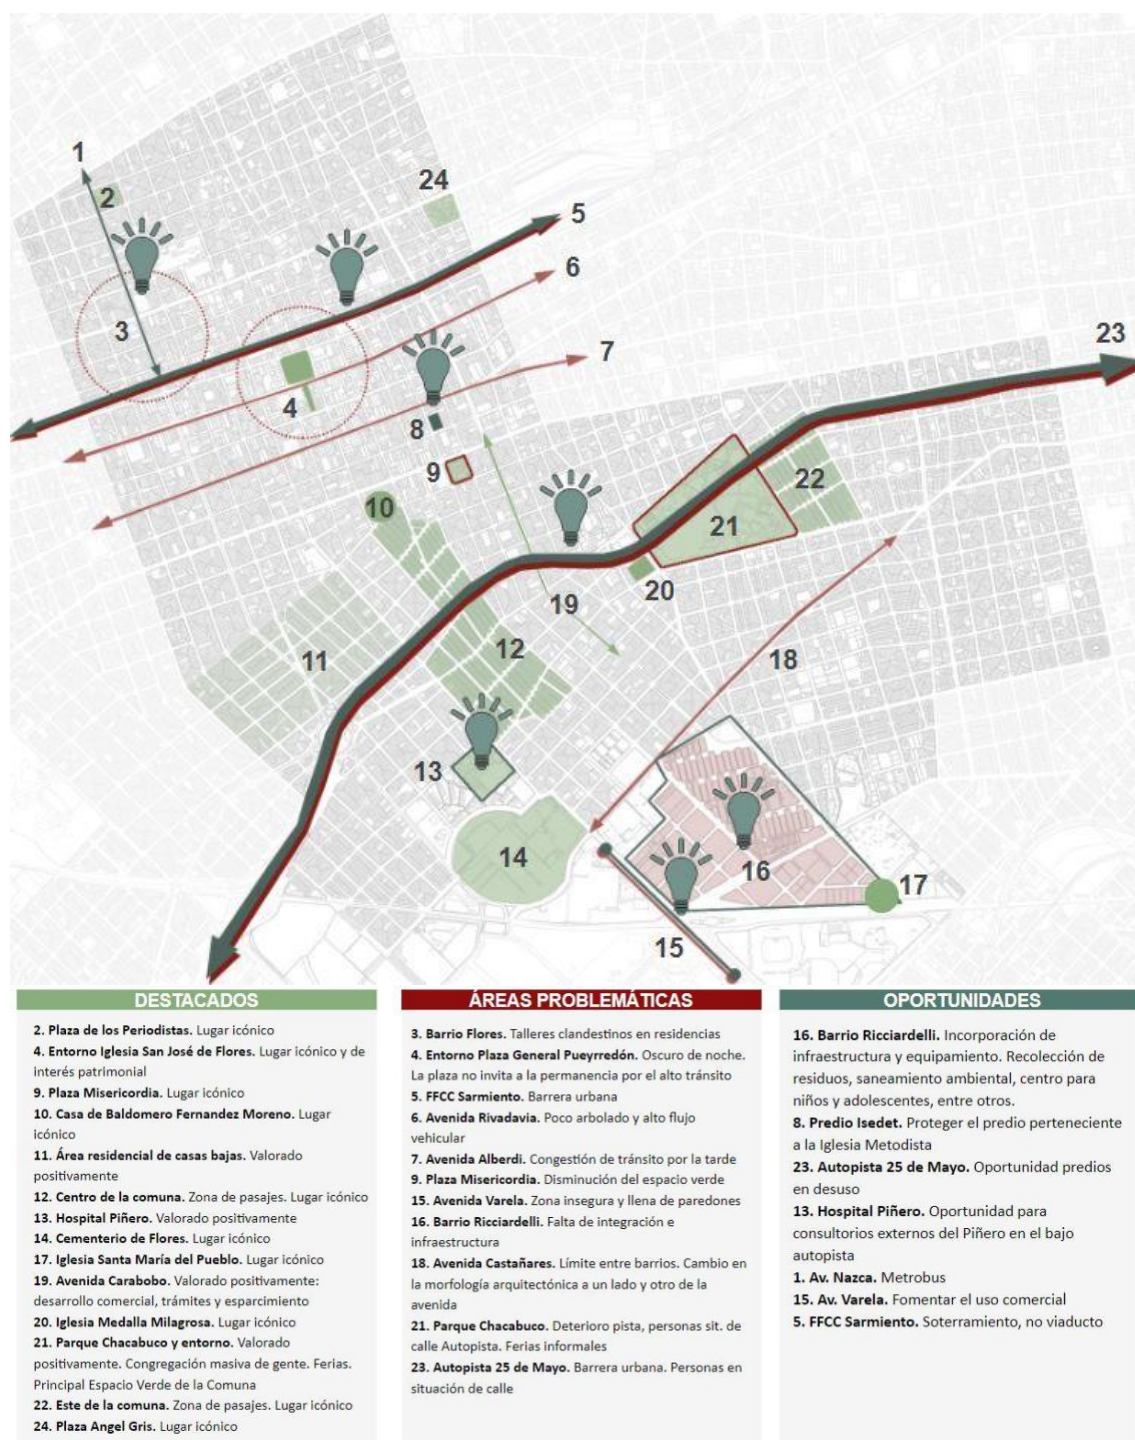 1
2
24
5
6
3
23
7
4
8
9
22
10
21
20
19
12
11
18
13
14
16
17
15
DESTACADOS
2. Plaza de los Periodistas. Lugar icónico
4. Entorno Iglesia San José de Flores. Lugar icónico y de
interés patrimonial
9. Plaza Misericordia. Lugar icónico
10. Casa de Baldomero Fernandez Moreno. Lugar
icónico
11. Área residencial de casas bajas. Valorado
positivamente
12. Centro de la comuna. Zona de pasajes. Lugar icónico
13. Hospital Piñero. Valorado positivamente
14. Cementerio de Flores. Lugar icónico
17. Iglesia Santa María del Pueblo. Lugar icónico
19. Avenida Carabobo. Valorado positivamente:
desarrollo comercial, trámites y esparcimiento
20. Iglesia Medalla Milagrosa. Lugar icónico
21. Parque Chacabuco y entorno. Valorado
positivamente. Congregación masiva de gente. Ferias.
Principal Espacio Verde de la Comuna
22. Este de la comuna. Zona de pasajes. Lugar icónico
24. Plaza Angel Gris. Lugar icónico
ÁREAS PROBLEMÁTICAS
3. Barrio Flores. Talleres clandestinos en residencias
4. Entorno Plaza General Pueyrredón. Oscuro de noche.
La plaza no invita a la permanencia por el alto tránsito
5. FFCC Sarmiento. Barrera urbana
6. Avenida Rivadavia. Poco arbolado y alto flujo
vehicular
7. Avenida Alberdi. Congestión de tránsito por la tarde
9. Plaza Misericordia. Disminución del espacio verde
15. Avenida Varela. Zona insegura y llena de paredones
16. Barrio Ricciardelli. Falta de integración e
infraestructura
18. Avenida Castañares. Límite entre barrios. Cambio en
la morfología arquitectónica a un lado y otro de la
avenida
21. Parque Chacabuco. Deterioro pista, personas sit. de
calle Autopista. Ferias informales
23. Autopista 25 de Mayo. Barrera urbana. Personas en
situación de calle
OPORTUNIDADES
16. Barrio Ricciardelli. Incorporación de
infraestructura y equipamiento. Recolección de
residuos, saneamiento ambiental, centro para
niños y adolescentes, entre otros.
8. Predio Isedet. Proteger el predio perteneciente
a la Iglesia Metodista
23. Autopista 25 de Mayo. Oportunidad predios
en desuso
13. Hospital Piñero. Oportunidad para
consultorios externos del Piñero en el bajo
autopista
1. Av. Nazca. Metrobus
15. Av. Varela. Fomentar el uso comercial
5. FFCC Sarmiento. Soterramiento, no viaducto